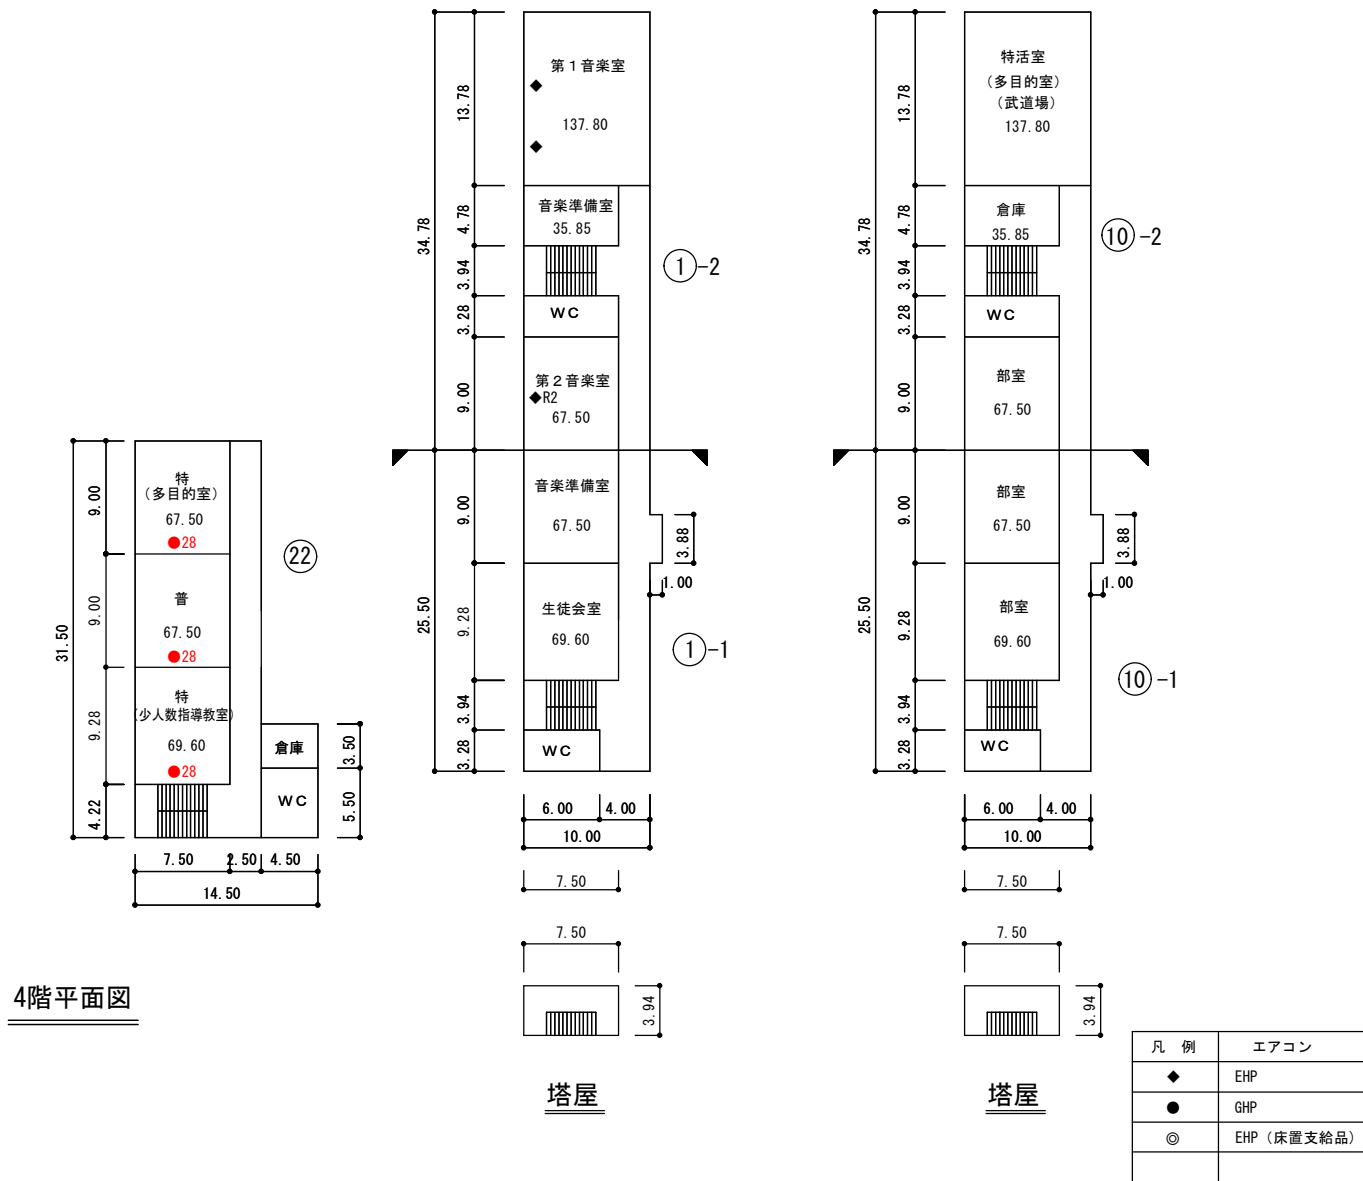 特
（多目的室）
67.50
28
普
67.50
28
特
（少人数指導教室）
69.60
28
倉庫
WC
22
9.00
9.00
9.28
4.22
31.50
3.50
5.50
7.50
2.50
4.50
14.50
4階平面図
第１音楽室
137.80
音楽準備室
35.85
WC
第２音楽室
R2
67.50
音楽準備室
67.50
生徒会室
69.60
WC
1-2
1-1
13.78
4.78
3.94
3.28
9.00
34.78
9.00
9.28
3.94
3.28
25.50
3.88
1.00
6.00
4.00
10.00
7.50
7.50
3.94
塔屋
特活室
（多目的室）
（武道場）
137.80
倉庫
35.85
WC
部室
67.50
部室
67.50
部室
69.60
WC
10-2
10-1
13.78
4.78
3.94
3.28
9.00
34.78
9.00
9.28
3.94
3.28
25.50
3.88
1.00
6.00
4.00
10.00
7.50
7.50
3.94
塔屋
凡 例 エアコン
◆ EHP
● GHP
◎ EHP（床置支給品）